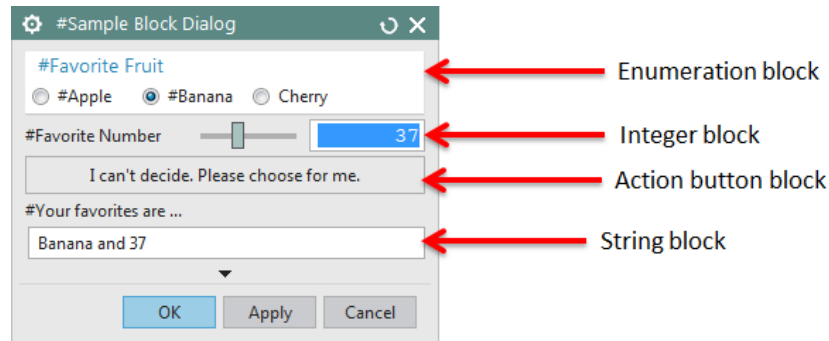 #Sample Block Dialog
#Favorite Fruit
Enumeration block
#Apple #Banana Cherry
#Favorite Number 37
Integer block
I can't decide. Please choose for me.
Action button block
#Your favorites are ...
Banana and 37
String block
OK Apply Cancel